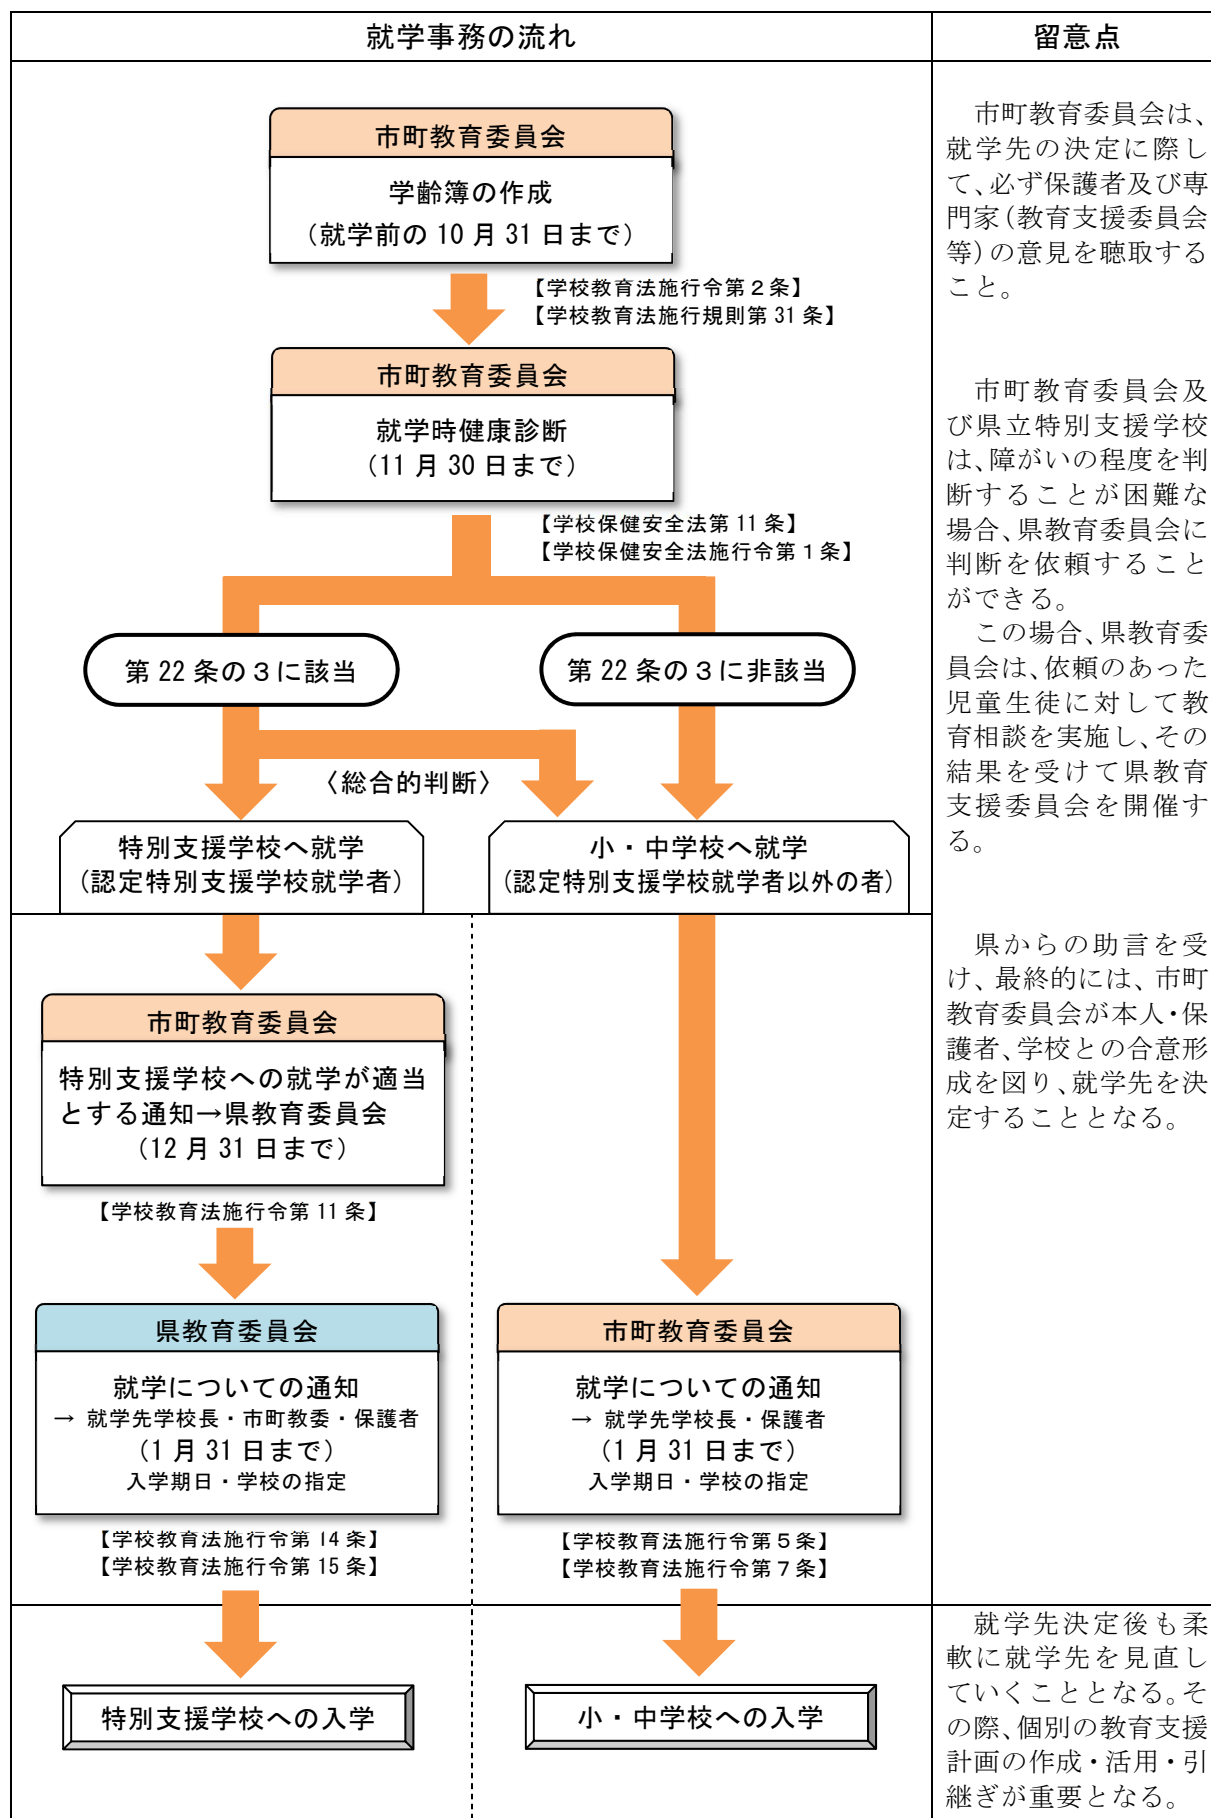 就学事務の流れ
留意点
市町教育委員会
学齢簿の作成
（就学前の 10 月 31 日まで）
【学校教育法施行令第２条】
【学校教育法施行規則第 31 条】
市町教育委員会
就学時健康診断
（11 月 30 日まで）
【学校保健安全法第 11 条】
【学校保健安全法施行令第１条】
第 22 条の３に該当
第 22 条の３に非該当
〈総合的判断〉
特別支援学校へ就学
（認定特別支援学校就学者）
小・中学校へ就学
（認定特別支援学校就学者以外の者）
市町教育委員会
特別支援学校への就学が適当
とする通知→県教育委員会
（12 月 31 日まで）
【学校教育法施行令第 11 条】
県教育委員会
就学についての通知
→ 就学先学校長・市町教委・保護者
（1 月 31 日まで）
入学期日・学校の指定
【学校教育法施行令第 14 条】
【学校教育法施行令第 15 条】
市町教育委員会
就学についての通知
→ 就学先学校長・保護者
（1 月 31 日まで）
入学期日・学校の指定
【学校教育法施行令第５条】
【学校教育法施行令第７条】
特別支援学校への入学
小・中学校への入学
市町教育委員会は、
就学先の決定に際し
て、必ず保護者及び専
門家（教育支援委員会
等）の意見を聴取する
こと。
市町教育委員会及
び県立特別支援学校
は、障がいの程度を判
断することが困難な
場合、県教育委員会に
判断を依頼すること
ができる。
この場合、県教育委
員会は、依頼のあった
児童生徒に対して教
育相談を実施し、その
結果を受けて県教育
支援委員会を開催す
る。
県からの助言を受
け、最終的には、市町
教育委員会が本人・保
護者、学校との合意形
成を図り、就学先を決
定することとなる。
就学先決定後も柔
軟に就学先を見直し
ていくこととなる。そ
の際、個別の教育支援
計画の作成・活用・引
継ぎが重要となる。